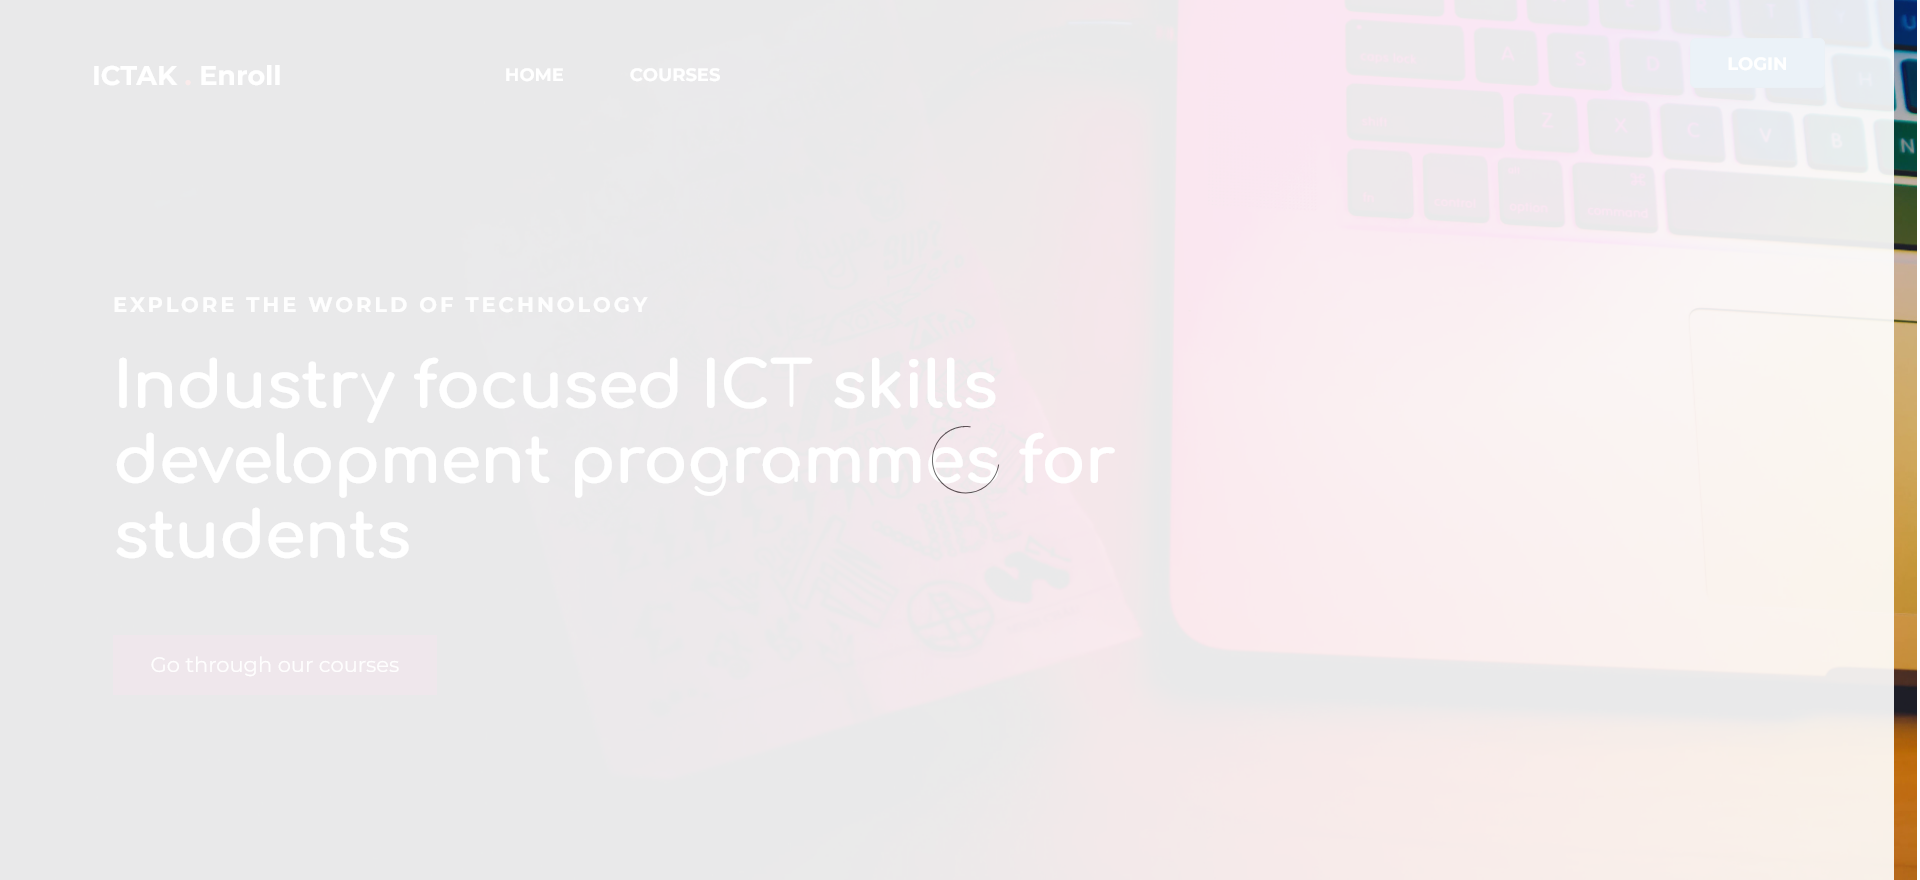 ICTAK . Enroll
HOME
COURSES
LOGIN
EXPLORE THE WORLD OF TECHNOLOGY
Industry focused ICT skills
development programmes for
students
Go through our courses